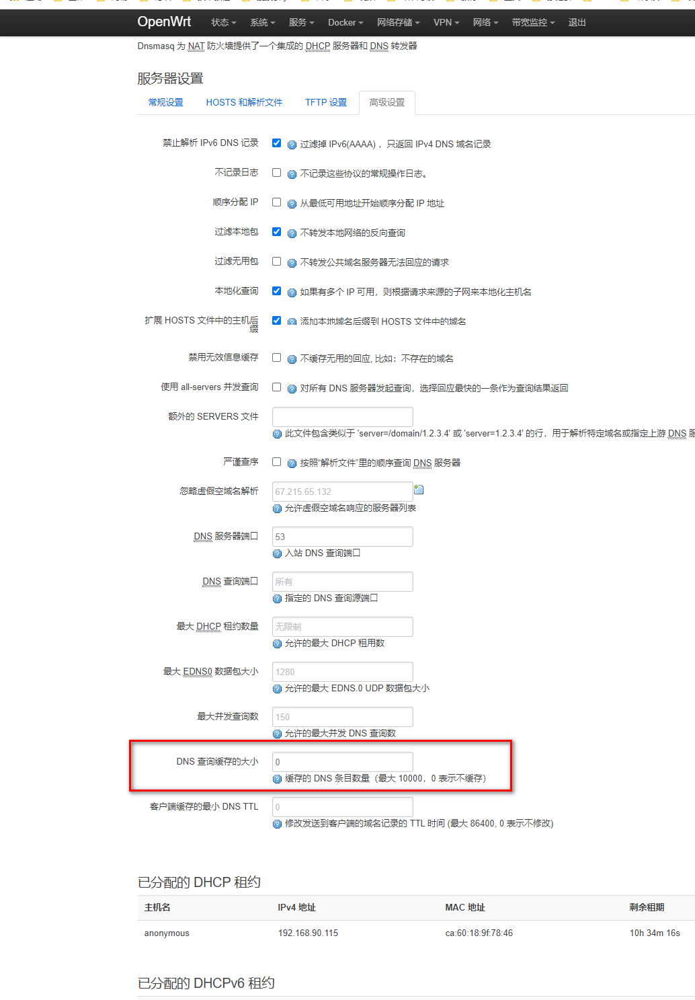 OpenWrt 状态 系统 服务 Docker 网络存储 VPN 网络 带宽监控 退出
Dnsmasq 为 NAT 防火墙提供了一个集成的 DHCP 服务器和 DNS 转发器
服务器设置
常规设置 HOSTS 和解析文件 TFTP 设置 高级设置
禁止解析 IPv6 DNS 记录 过滤掉 IPv6(AAAA) ，只返回 IPv4 DNS 域名记录
不记录日志 不记录这些协议的常规操作日志。
顺序分配 IP 从最低可用地址开始顺序分配 IP 地址
过滤本地包 不转发本地网络的反向查询
过滤无用包 不转发公共域名服务器无法回应的请求
本地化查询 如果有多个 IP 可用，则根据请求来源的子网来本地化主机名
扩展 HOSTS 文件中的主机后 添加本地域名后缀到 HOSTS 文件中的域名
缀
禁用无效信息缓存 不缓存无用的回应, 比如：不存在的域名
使用 all-servers 并发查询 对所有 DNS 服务器发起查询，选择回应最快的一条作为查询结果返回
额外的 SERVERS 文件
此文件包含类似于 'server=/domain/1.2.3.4' 或 'server=1.2.3.4' 的行，用于解析特定域名或指定上游 DNS 服
严谨查序 按照“解析文件”里的顺序查询 DNS 服务器
忽略虚假空域名解析 67.215.65.132
允许虚假空域名响应的服务器列表
DNS 服务器端口 53
入站 DNS 查询端口
DNS 查询端口 所有
指定的 DNS 查询源端口
最大 DHCP 租约数量 无限制
允许的最大 DHCP 租用数
最大 EDNS0 数据包大小 1280
允许的最大 EDNS.0 UDP 数据包大小
最大并发查询数 150
允许的最大并发 DNS 查询数
DNS 查询缓存的大小 0
缓存的 DNS 条目数量（最大 10000，0 表示不缓存）
客户端缓存的最小 DNS TTL 0
修改发送到客户端的域名记录的 TTL 时间 (最大 86400, 0 表示不修改)
已分配的 DHCP 租约
主机名 IPv4 地址 MAC 地址 剩余租期
anonymous 192.168.90.115 ca:60:18:9f:78:46 10h 34m 16s
已分配的 DHCPv6 租约